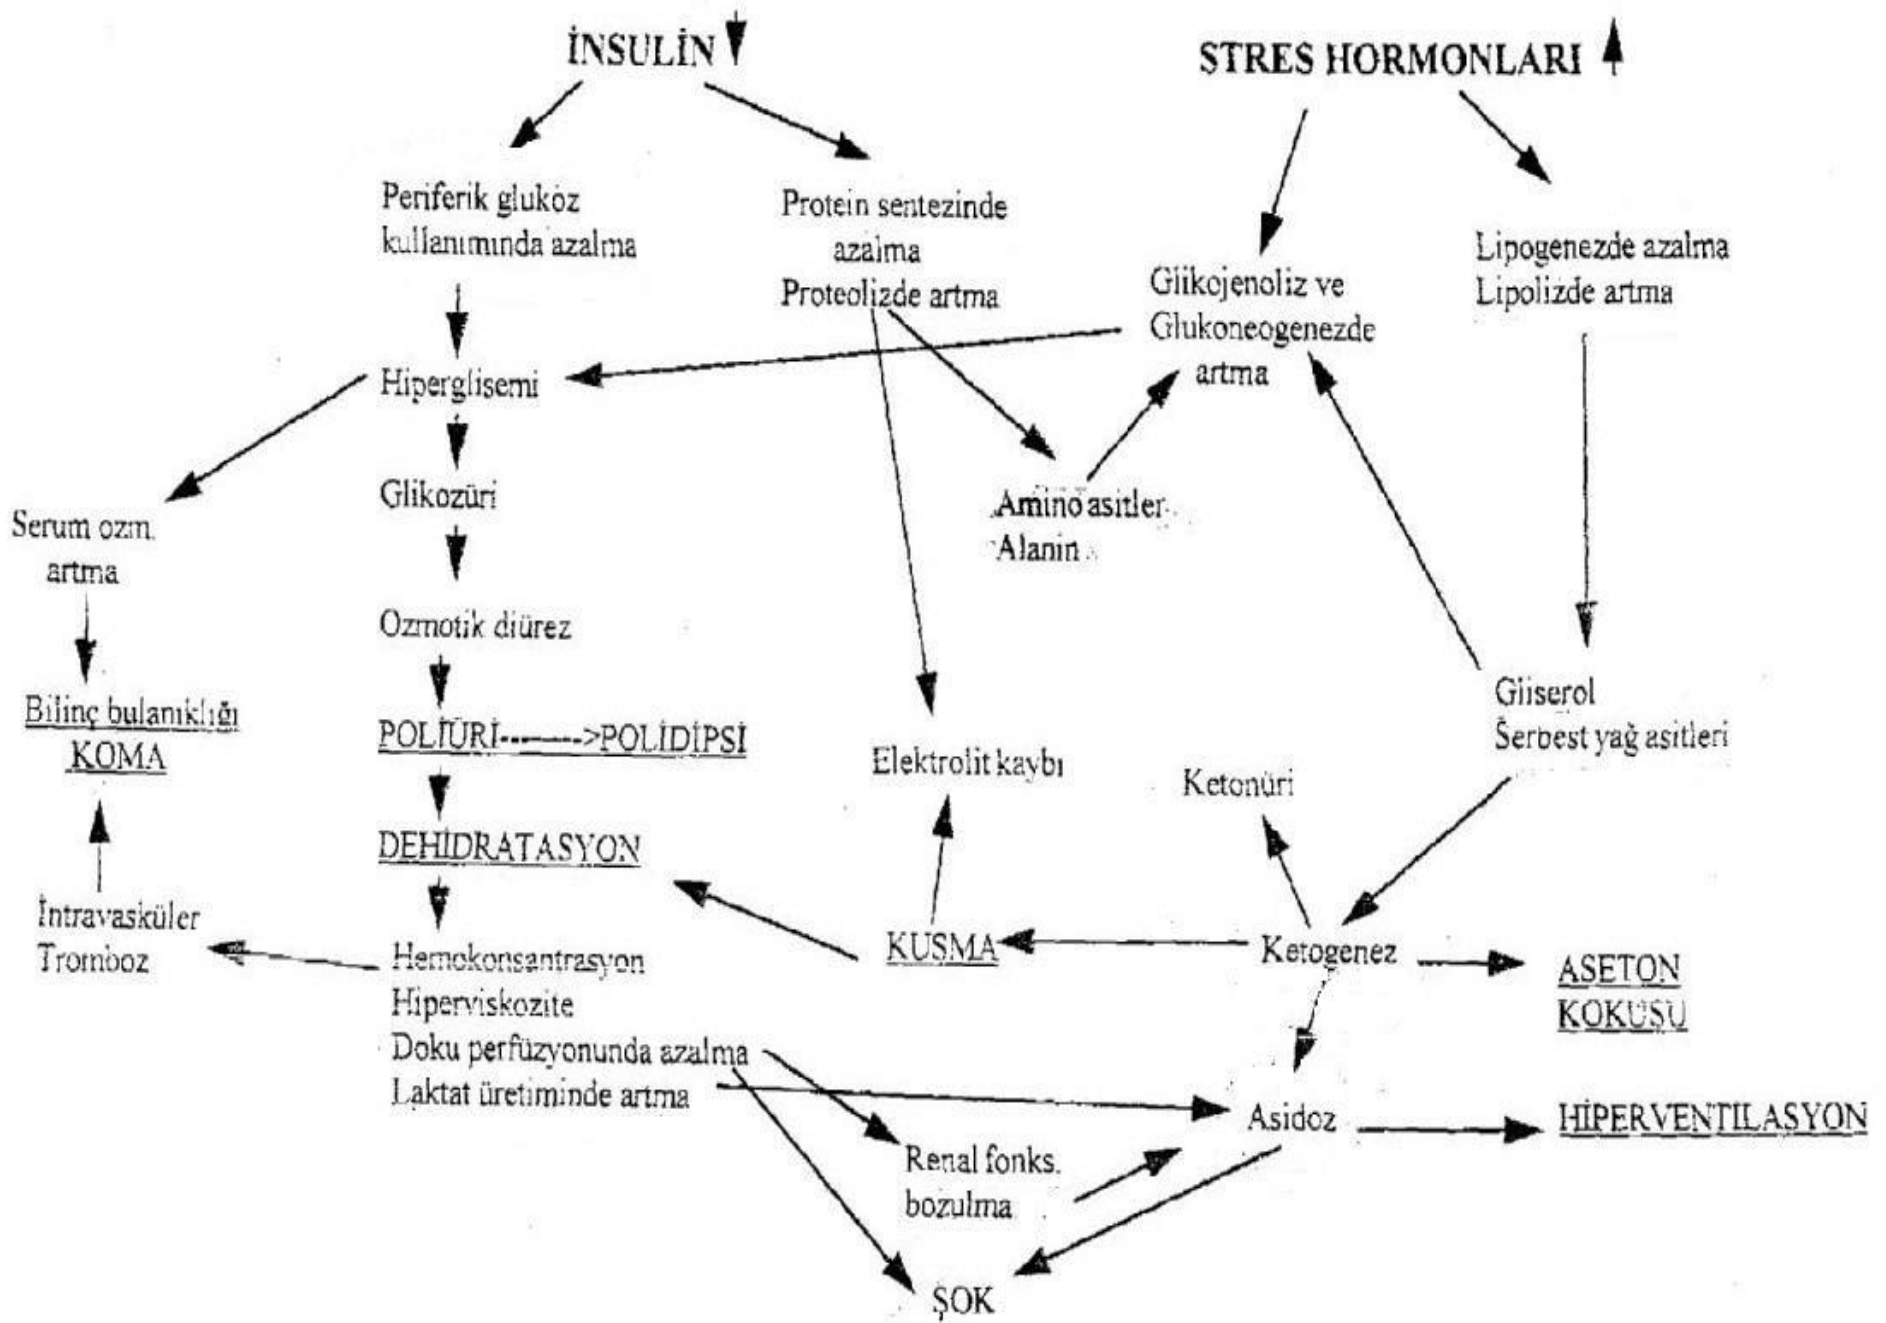 İNSULİN
STRES HORMONLARI
Periferik glukoz
kullanımında azalma
Protein sentezinde
azalma
Proteolizde artma
Glikojenoliz ve
Glukoneogenezde
artma
Lipogenezde azalma
Lipolizde artma
Hiperglisemi
Glikozüri
Amino asitler
Alanin
Serum ozm.
artma
Ozmotik diürez
Bilinç bulanıklığı
KOMA
POLİÜRİ------->POLİDİPSİ
Elektrolit kaybı
Ketonüri
Gliserol
Serbest yağ asitleri
DEHİDRATASYON
İntravasküler
Tromboz
Hemokonsantrasyon
Hiperviskozite
Doku perfüzyonunda azalma
Laktat üretiminde artma
KUSMA
Ketogenez
ASETON
KOKUSU
Asidoz
HİPERVENTİLASYON
Renal fonks.
bozulma
ŞOK